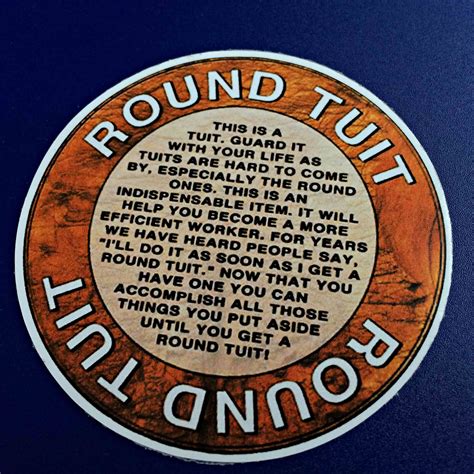 ROUND TUIT
THIS IS A
TUIT. GUARD IT
WITH YOUR LIFE AS
TUITS ARE HARD TO COME
BY, ESPECIALLY THE ROUND
ONES. THIS IS AN
INDISPENSABLE ITEM. IT WILL
HELP YOU BECOME A MORE
EFFICIENT WORKER. FOR YEARS
WE HAVE HEARD PEOPLE SAY,
"I'LL DO IT AS SOON AS I GET A
ROUND TUIT." NOW THAT YOU
HAVE ONE YOU CAN
ACCOMPLISH ALL THOSE
THINGS YOU PUT ASIDE
UNTIL YOU GET A
ROUND TUIT!
ROUND TUIT